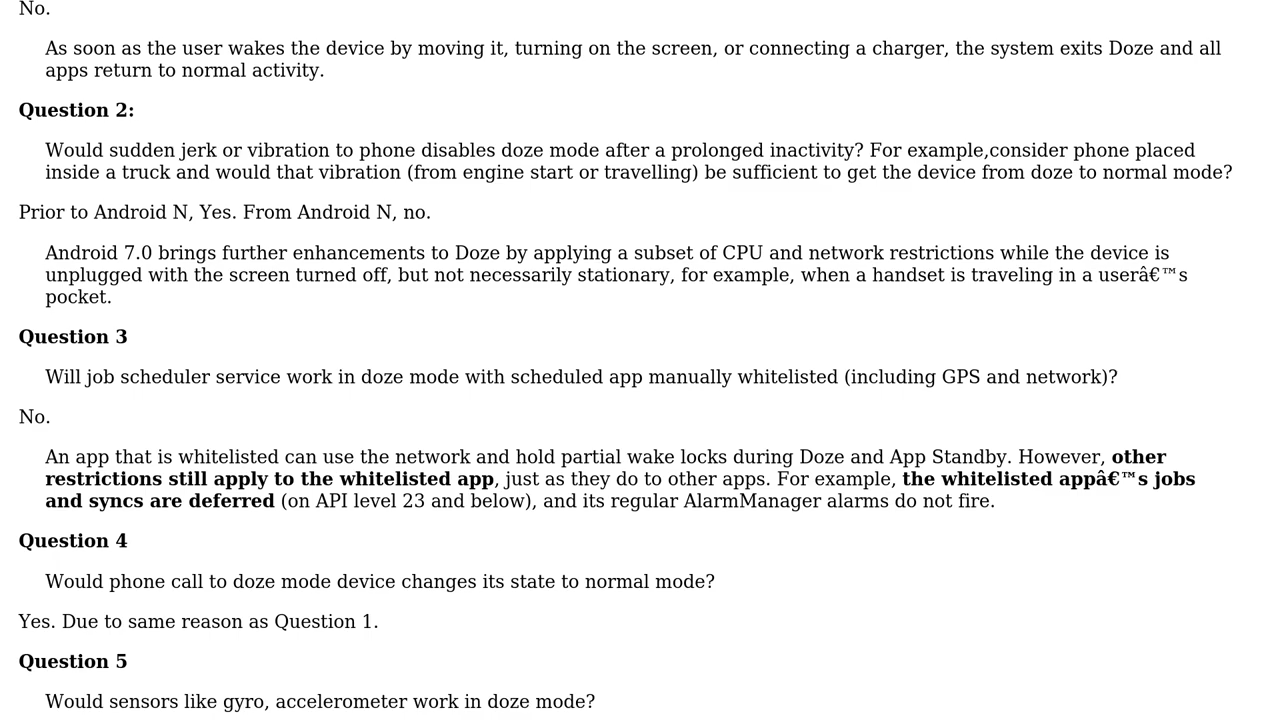 No.
As soon as the user wakes the device by moving it, turning on the screen, or connecting a charger, the system exits Doze and all
apps return to normal activity.
Question 2:
Would sudden jerk or vibration to phone disables doze mode after a prolonged inactivity? For example,consider phone placed
inside a truck and would that vibration (from engine start or travelling) be sufficient to get the device from doze to normal mode?
Prior to Android N, Yes. From Android N, no.
Android 7.0 brings further enhancements to Doze by applying a subset of CPU and network restrictions while the device is
unplugged with the screen turned off, but not necessarily stationary, for example, when a handset is traveling in a userâ€™s
pocket.
Question 3
Will job scheduler service work in doze mode with scheduled app manually whitelisted (including GPS and network)?
No.
An app that is whitelisted can use the network and hold partial wake locks during Doze and App Standby. However, other
restrictions still apply to the whitelisted app, just as they do to other apps. For example, the whitelisted appâ€™s jobs
and syncs are deferred (on API level 23 and below), and its regular AlarmManager alarms do not fire.
Question 4
Would phone call to doze mode device changes its state to normal mode?
Yes. Due to same reason as Question 1.
Question 5
Would sensors like gyro, accelerometer work in doze mode?